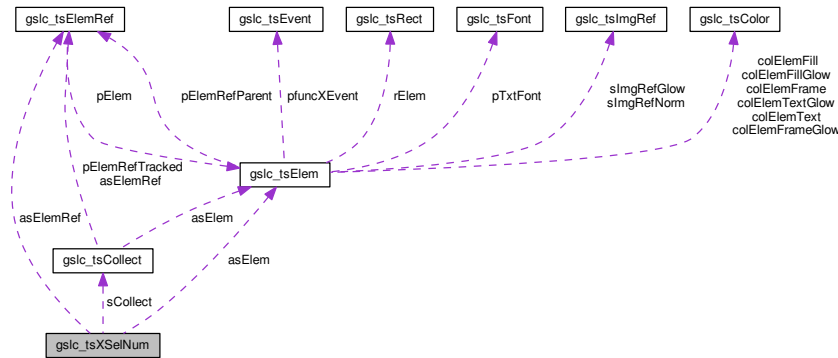 gslc_tsElemRef
gslc_tsEvent
gslc_tsRect
gslc_tsFont
gslc_tsImgRef
gslc_tsColor
pElem
pElemRefParent
pfuncXEvent
rElem
pTxtFont
sImgRefGlow
sImgRefNorm
colElemFill
colElemFillGlow
colElemFrame
colElemTextGlow
colElemText
colElemFrameGlow
pElemRefTracked
asElemRef
gslc_tsElem
asElemRef
asElem
gslc_tsCollect
asElem
sCollect
gslc_tsXSelNum